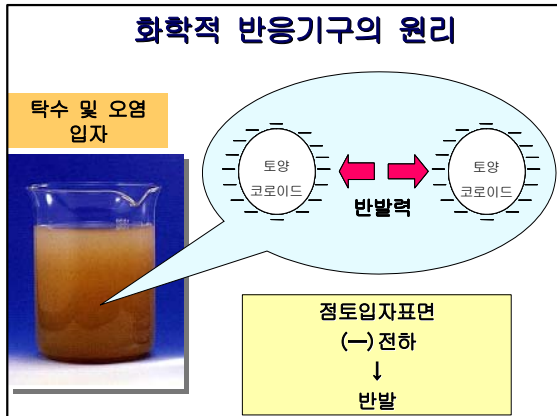 화학적 반응기구의 원리
탁수 및 오염
입자
토양
코로이드
토양
코로이드
반발력
점토입자표면
(—)전하
↓
반발